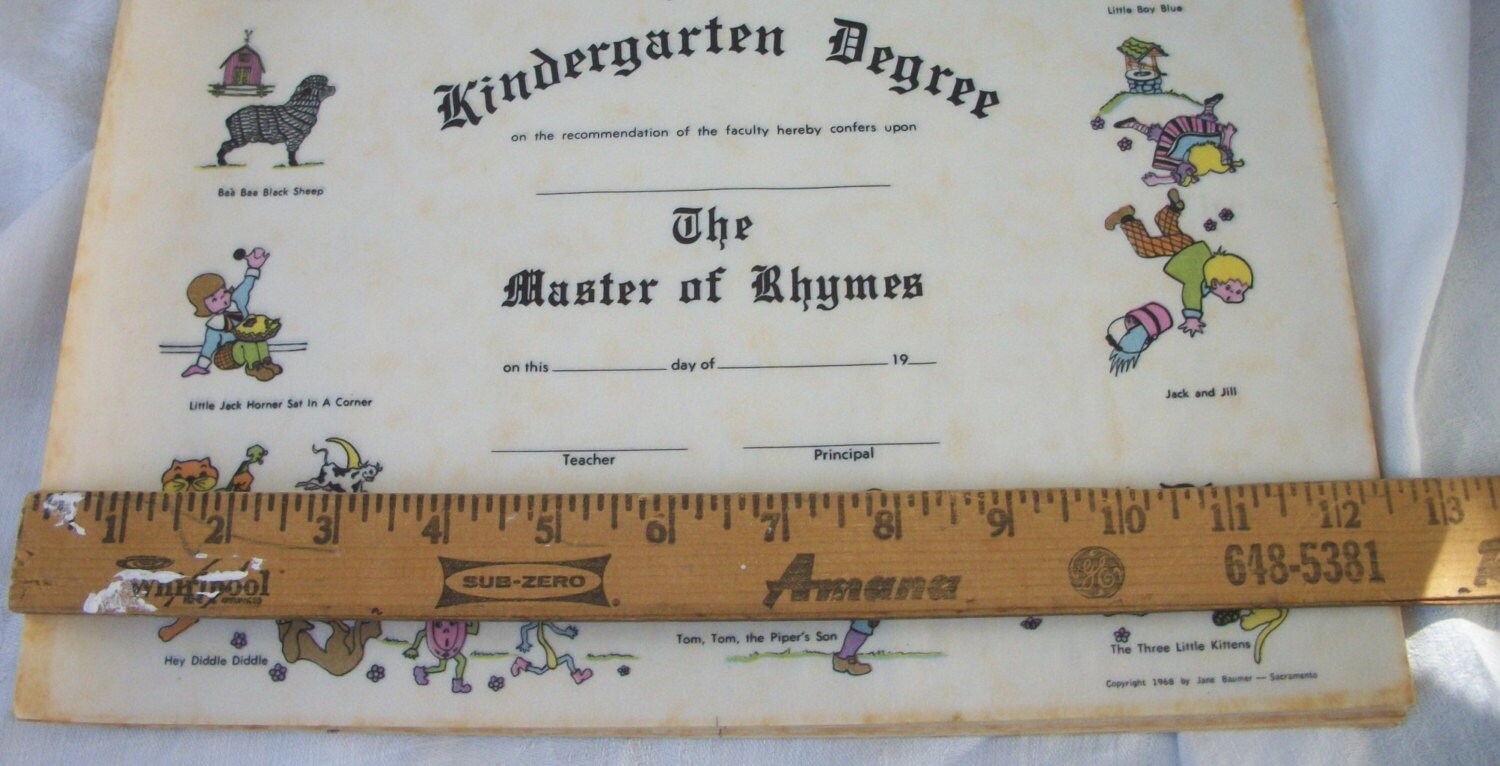 Little Boy Blue
Kindergarten Degree
on the recommendation of the faculty hereby confers upon
Baa Baa Black Sheep
The
Master of Rhymes
on this day of 19
Little Jack Horner Sat In A Corner
Jack and Jill
Teacher Principal
1 2 3 4 5 6 7 8 9 10 11 12 13
Whirlpool SUB-ZERO Amana GE 648-5381
Hey Diddle Diddle
Tom, Tom, the Piper's Son
The Three Little Kittens
Copyright 1968 by Jane Baumer — Sacramento